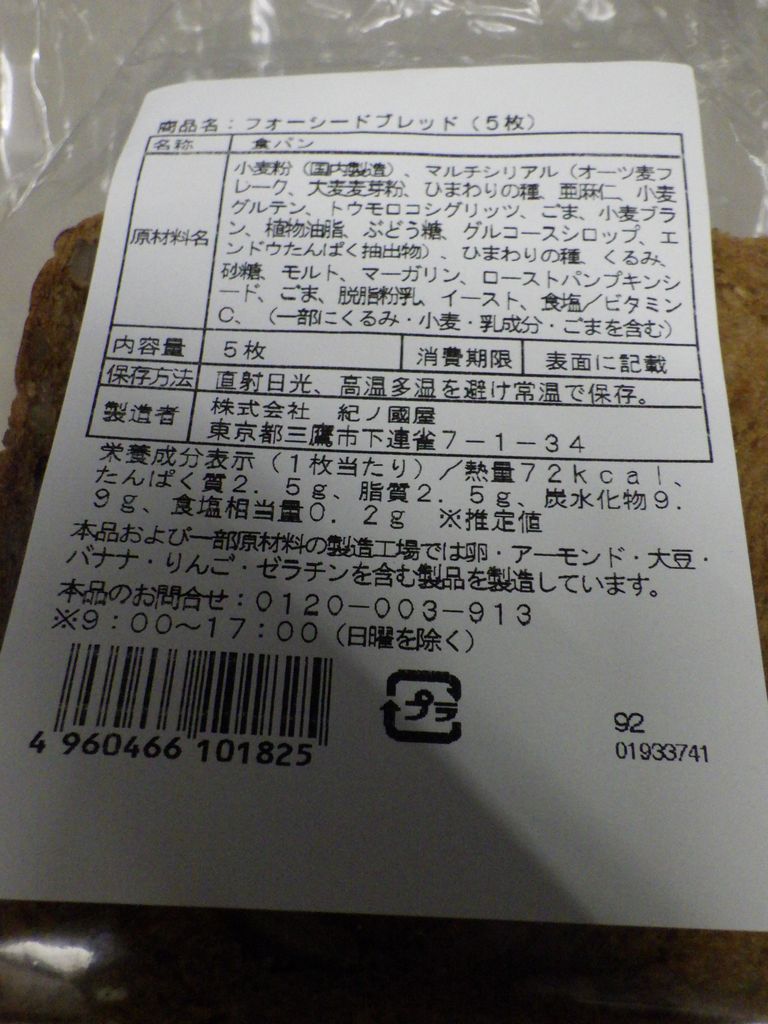 商品名：フォーシードブレッド（5枚）
名称 食パン
原材料名
小麦粉（国内製造）、マルチシリアル（オーツ麦フ
レーク、大麦麦芽粉、ひまわりの種、亜麻仁、小麦
グルテン、トウモロコシグリッツ、ごま、小麦ブラ
ン、植物油脂、ぶどう糖、グルコースシロップ、エ
ンドウたんぱく抽出物）、ひまわりの種、くるみ、
砂糖、モルト、マーガリン、ローストパンプキンシ
ード、ごま、脱脂粉乳、イースト、食塩／ビタミン
C、（一部にくるみ・小麦・乳成分・ごまを含む）
内容量 5枚 消費期限 表面に記載
保存方法 直射日光、高温多湿を避け常温で保存。
製造者 株式会社 紀ノ國屋
東京都三鷹市下連雀7－1－34
栄養成分表示（1枚当たり）／熱量72kcal、
たんぱく質2．5g、脂質2．5g、炭水化物9．
9g、食塩相当量0．2g ※推定値
本品および一部原材料の製造工場では卵・アーモンド・大豆・
バナナ・りんご・ゼラチンを含む製品を製造しています。
本品のお問合せ：0120－003－913
※9：00～17：00（日曜を除く）
4 960466 101825
プラ
92
01933741